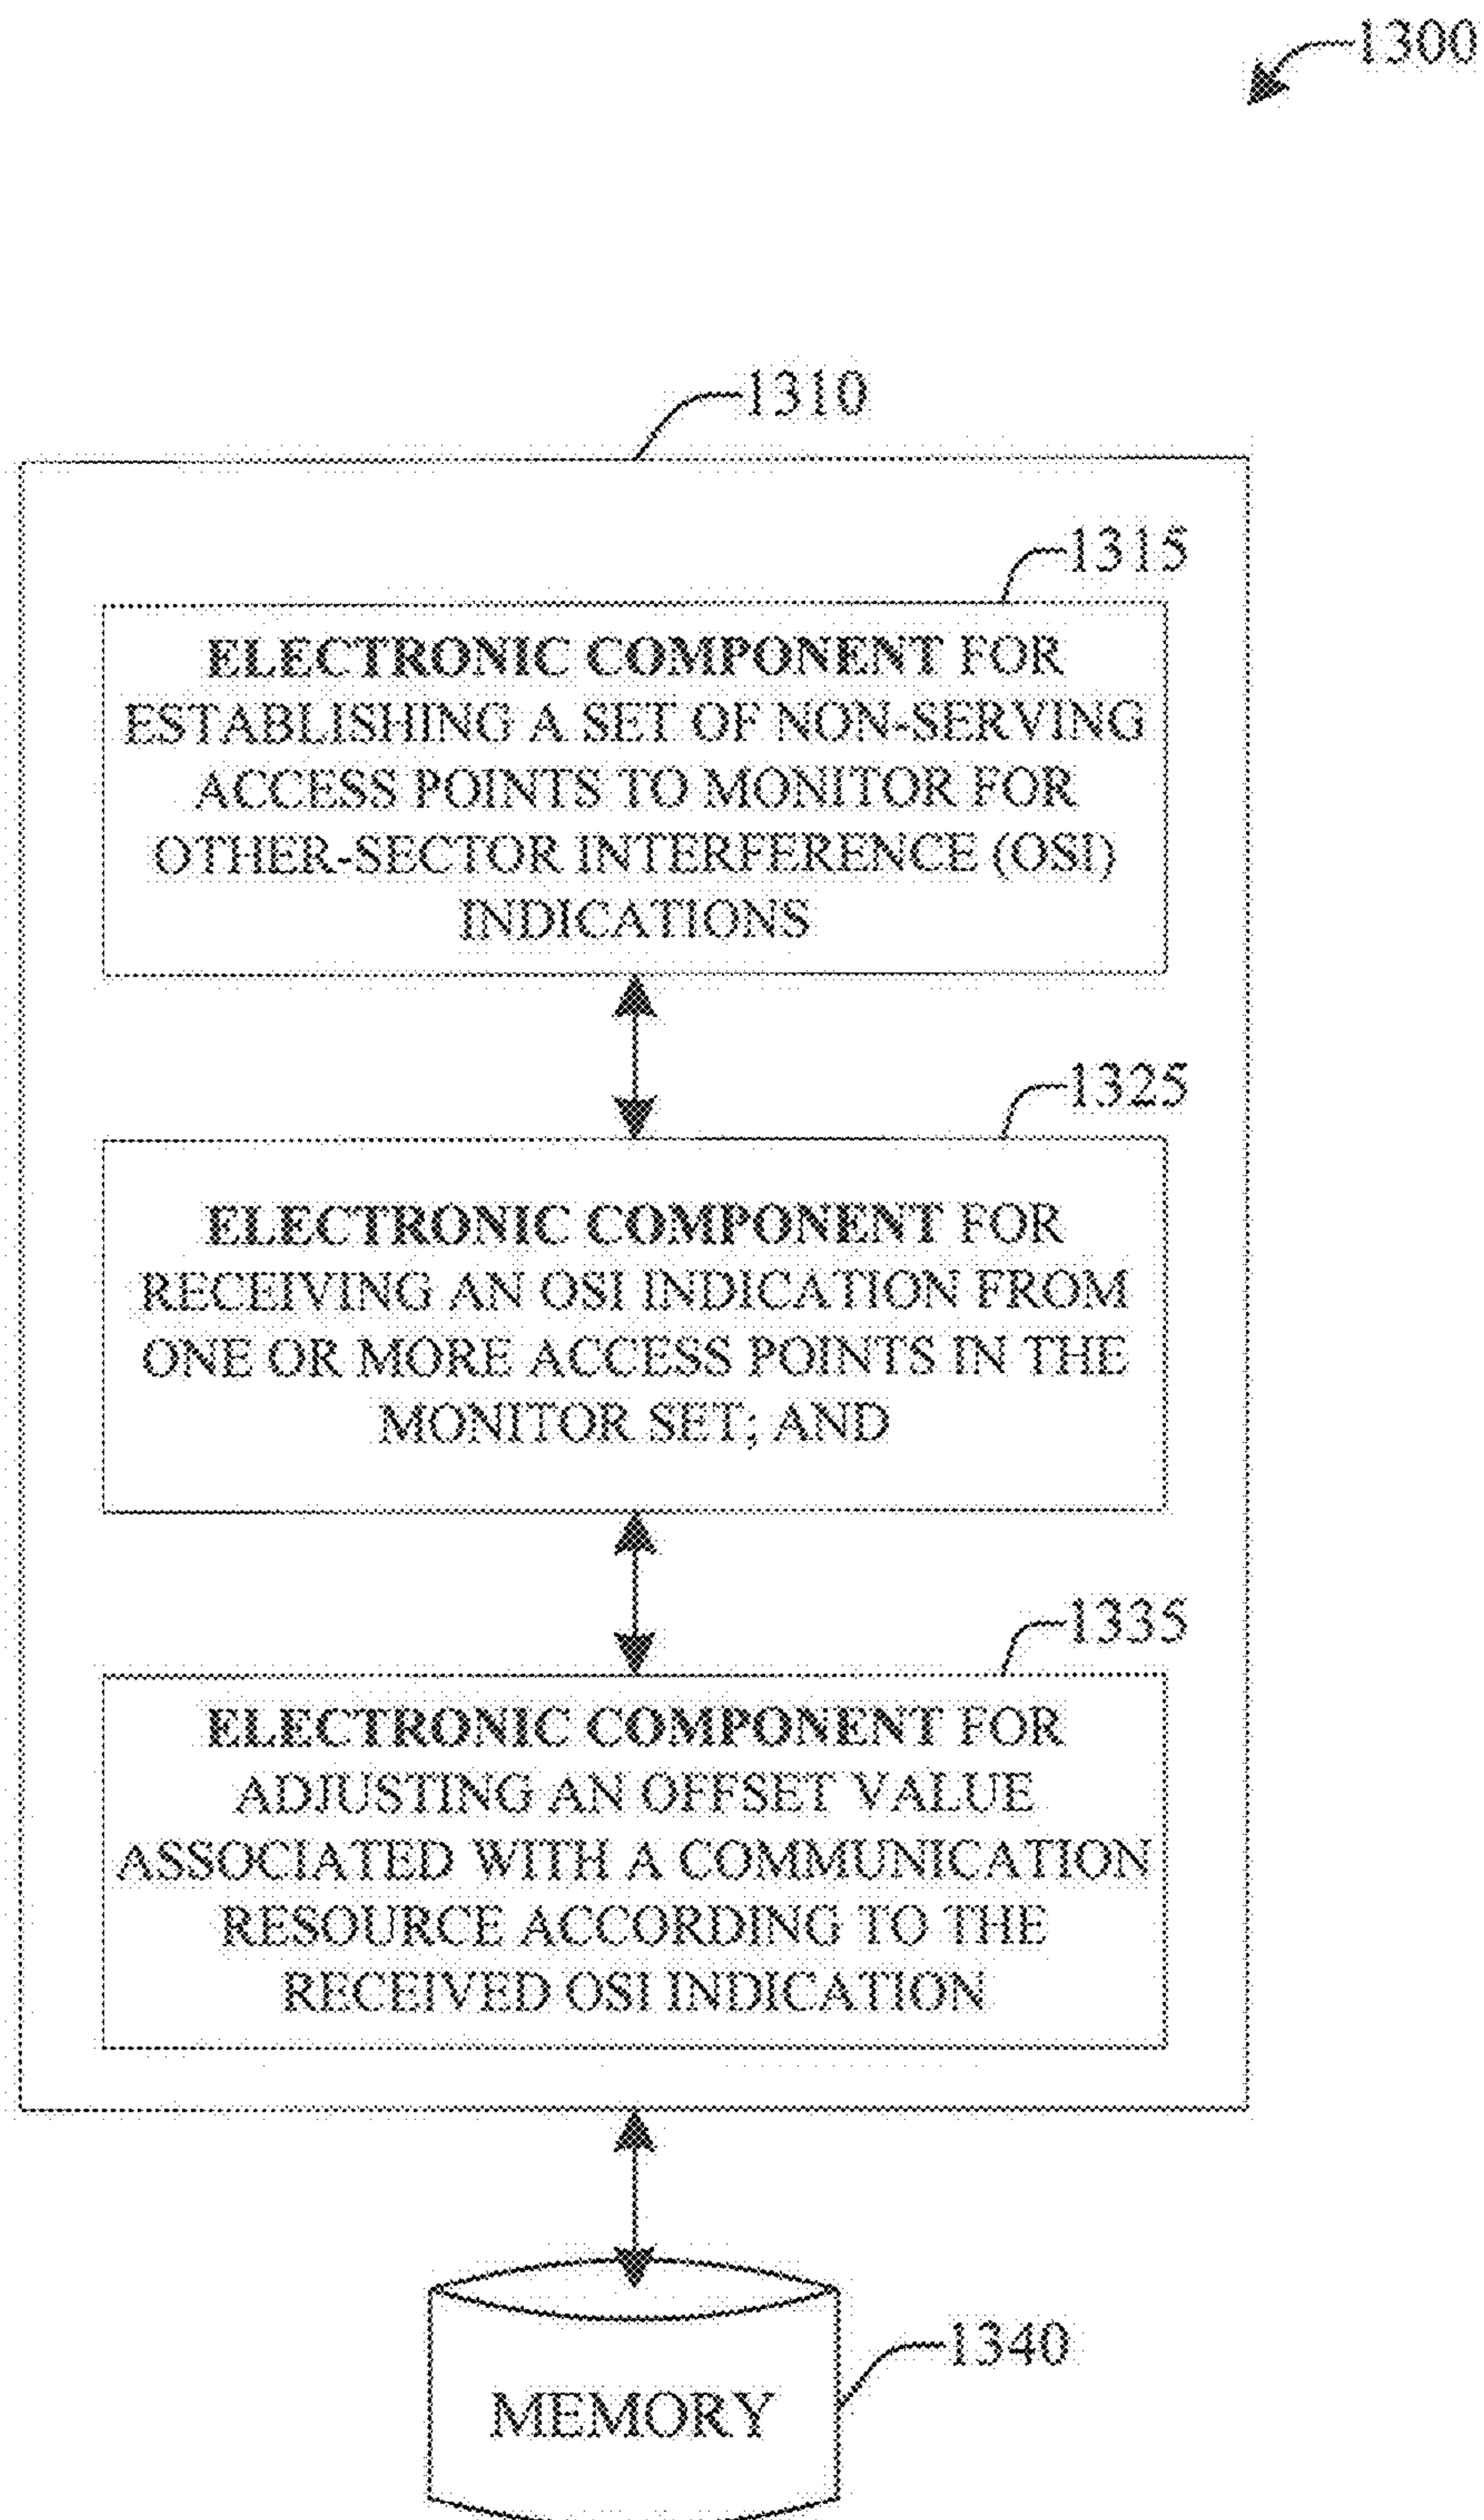 1300
1310
1315
ELECTRONIC COMPONENT FOR
ESTABLISHING A SET OF NON-SERVING
ACCESS POINTS TO MONITOR FOR
OTHER-SECTOR INTERFERENCE (OSI)
INDICATIONS
1325
ELECTRONIC COMPONENT FOR
RECEIVING AN OSI INDICATION FROM
ONE OR MORE ACCESS POINTS IN THE
MONITOR SET; AND
1335
ELECTRONIC COMPONENT FOR
ADJUSTING AN OFFSET VALUE
ASSOCIATED WITH A COMMUNICATION
RESOURCE ACCORDING TO THE
RECEIVED OSI INDICATION
1340
MEMORY